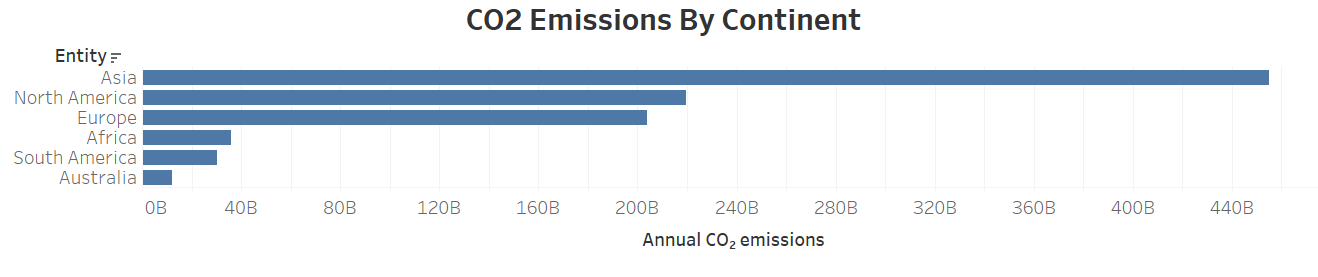 CO2 Emissions By Continent
Entity
Asia
North America
Europe
Africa
South America
Australia
0B 40B 80B 120B 160B 200B 240B 280B 320B 360B 400B 440B
Annual CO₂ emissions